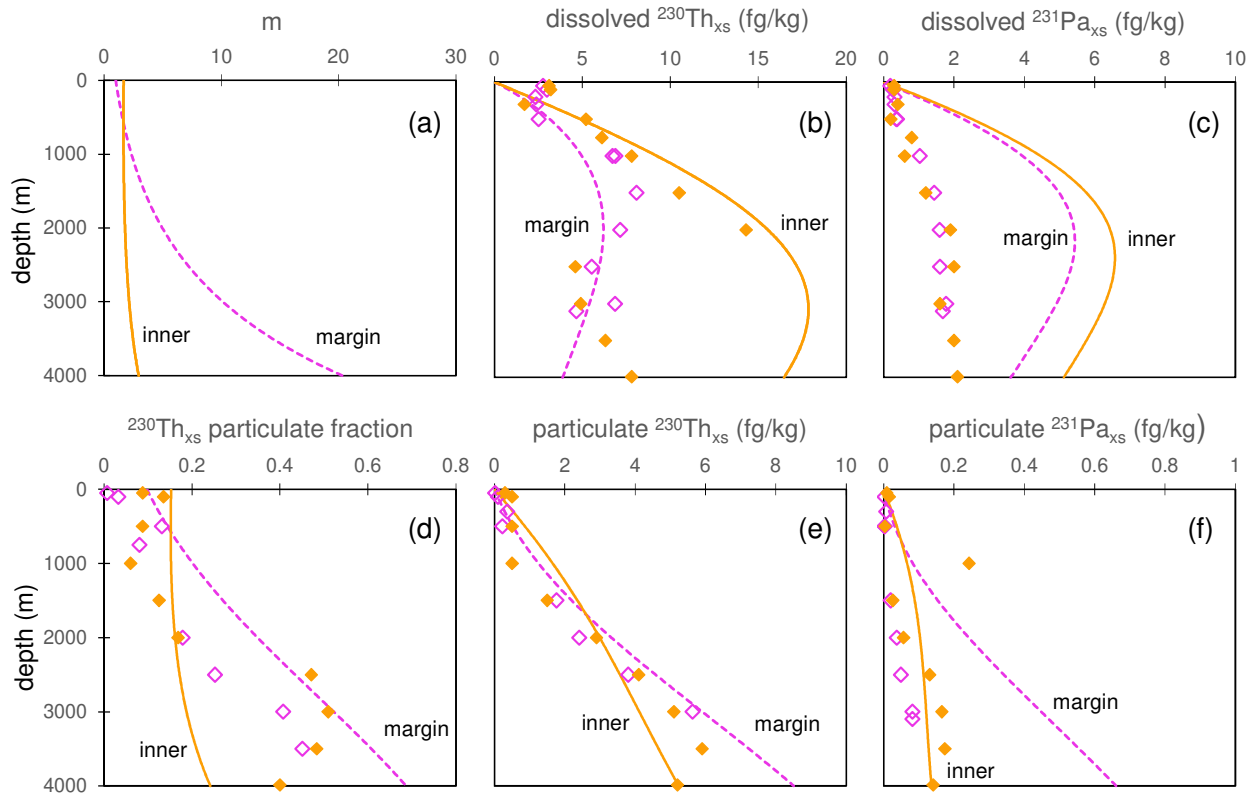 m
0 10 20 30
0
1000
2000
3000
4000
depth (m)
(a)
inner
margin
dissolved ²³⁰Thxs (fg/kg)
0 5 10 15 20
(b)
margin
inner
dissolved ²³¹Paxs (fg/kg)
0 2 4 6 8 10
(c)
margin
inner
²³⁰Thxs particulate fraction
0 0.2 0.4 0.6 0.8
0
1000
2000
3000
4000
depth (m)
(d)
inner
margin
particulate ²³⁰Thxs (fg/kg)
0 2 4 6 8 10
(e)
inner
margin
particulate ²³¹Paxs (fg/kg)
0 0.2 0.4 0.6 0.8 1
(f)
margin
inner